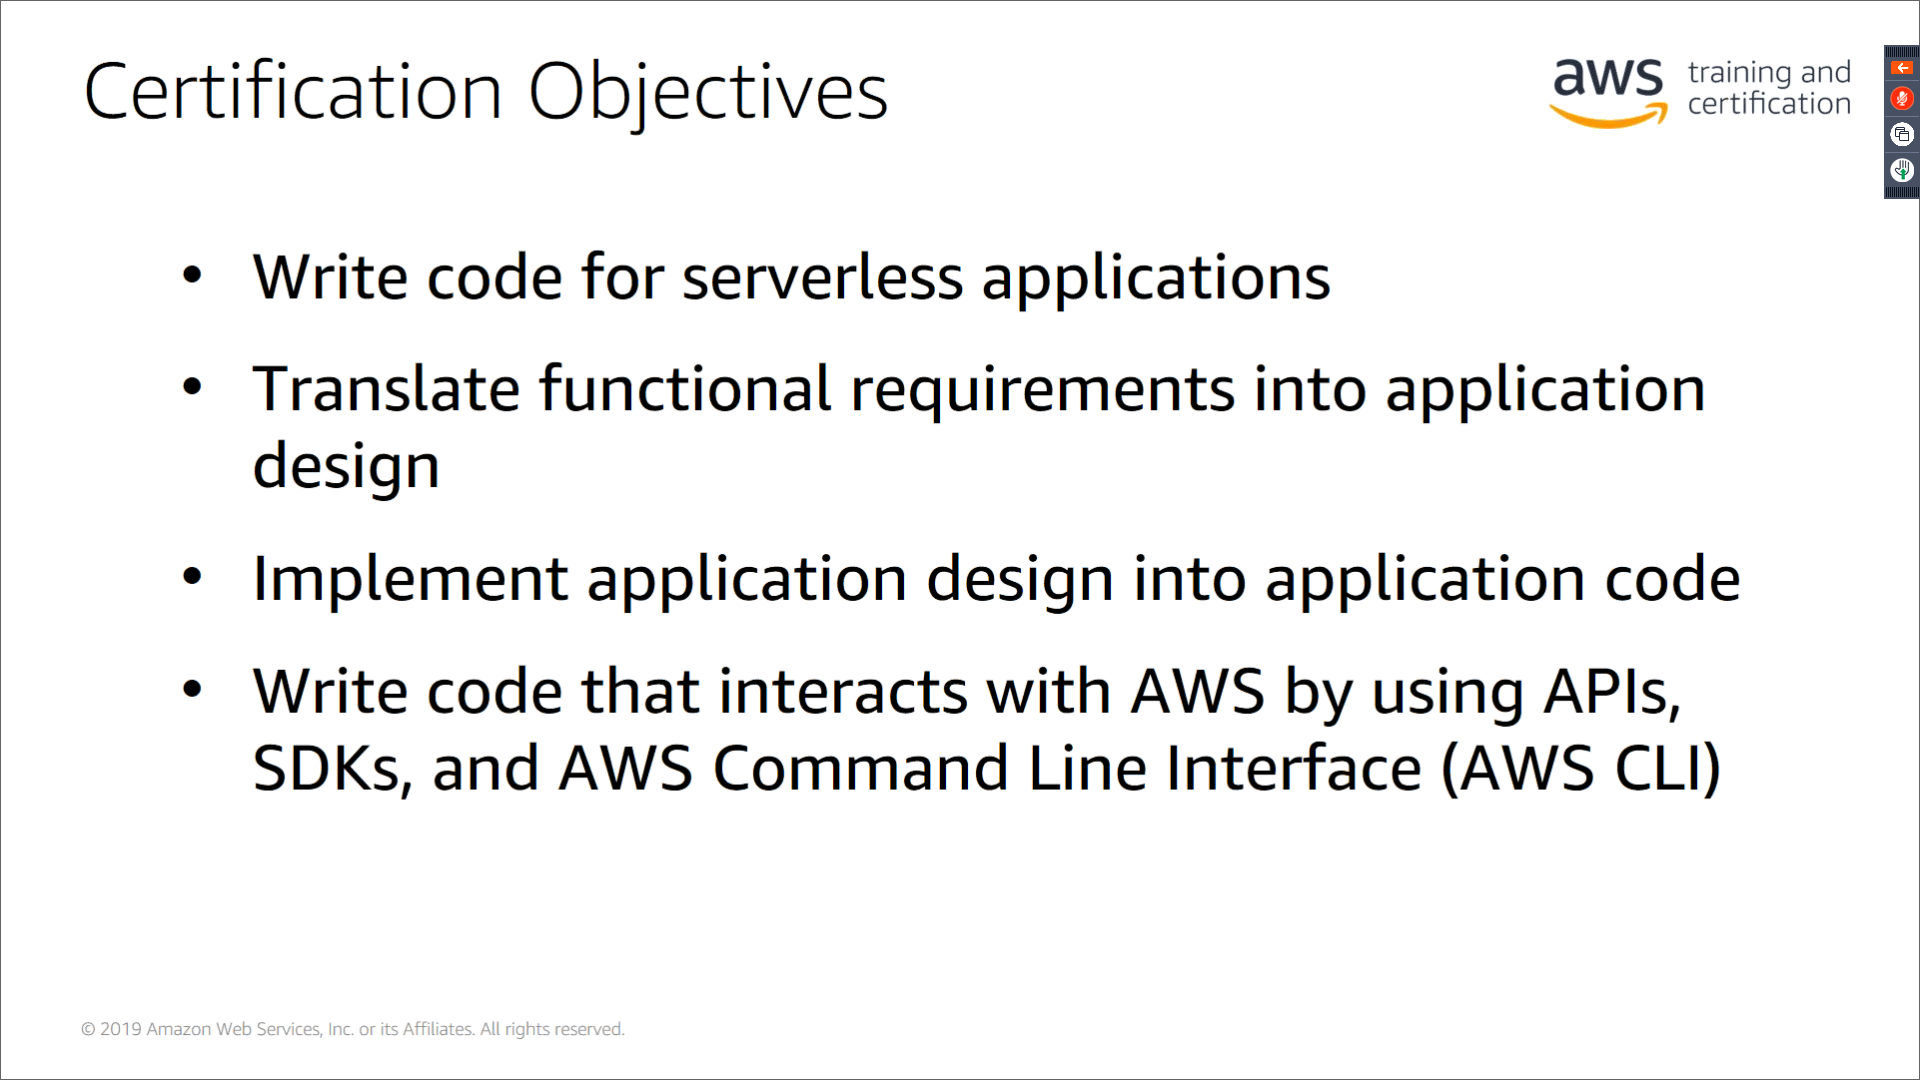 Certification Objectives
aws training and
certification
• Write code for serverless applications
• Translate functional requirements into application
design
• Implement application design into application code
• Write code that interacts with AWS by using APIs,
SDKs, and AWS Command Line Interface (AWS CLI)
© 2019 Amazon Web Services, Inc. or its Affiliates. All rights reserved.